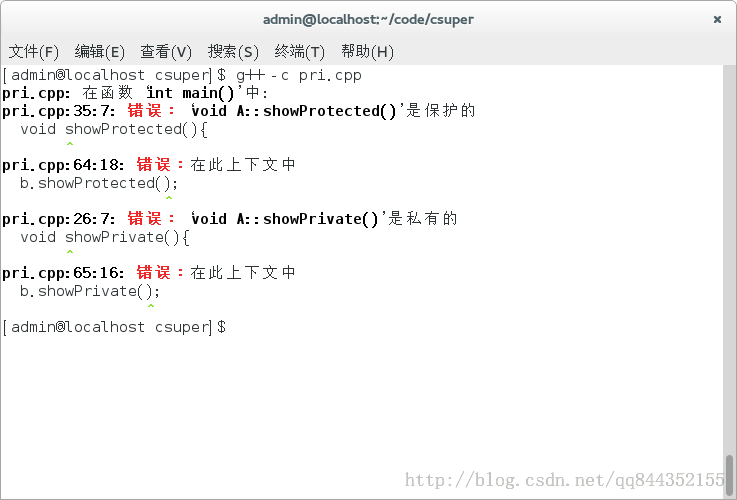 admin@localhost:~/code/csuper ×
文件(F) 编辑(E) 查看(V) 搜索(S) 终端(T) 帮助(H)
[admin@localhost csuper]$ g++ -c pri.cpp
pri.cpp: 在函数‘int main()’中:
pri.cpp:35:7: 错误：‘void A::showProtected()’是保护的
  void showProtected(){
       ^
pri.cpp:64:18: 错误：在此上下文中
  b.showProtected();
                  ^
pri.cpp:26:7: 错误：‘void A::showPrivate()’是私有的
  void showPrivate(){
       ^
pri.cpp:65:16: 错误：在此上下文中
  b.showPrivate();
                ^
[admin@localhost csuper]$
http://blog.csdn.net/qq844352155